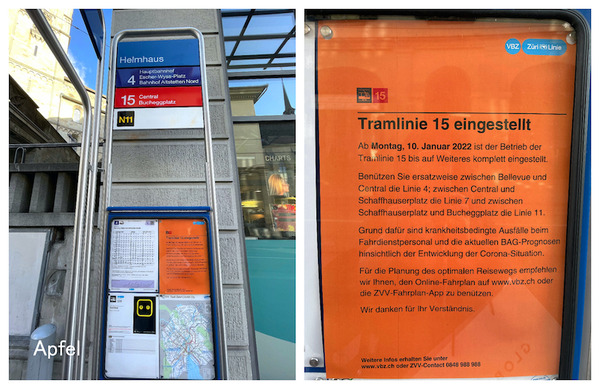 Helmhaus
4 Hauptbahnhof
Escher-Wyss-Platz
Bahnhof Altstetten Nord
15 Central
Bucheggplatz
N11
CHARTS
Apfel
VBZ Züri Linie
15
Tramlinie 15 eingestellt
Ab Montag, 10. Januar 2022 ist der Betrieb der
Tramlinie 15 bis auf Weiteres komplett eingestellt.
Benützen Sie ersatzweise zwischen Bellevue und
Central die Linie 4; zwischen Central und
Schaffhauserplatz die Linie 7 und zwischen
Schaffhauserplatz und Bucheggplatz die Linie 11.
Grund dafür sind krankheitsbedingte Ausfälle beim
Fahrdienstpersonal und die aktuellen BAG-Prognosen
hinsichtlich der Entwicklung der Corona-Situation.
Für die Planung des optimalen Reisewegs empfehlen
wir Ihnen, den Online-Fahrplan auf www.vbz.ch oder
die ZVV-Fahrplan-App zu benützen.
Wir danken für Ihr Verständnis.
Weitere Infos erhalten Sie unter
www.vbz.ch oder ZVV-Contact 0848 988 988